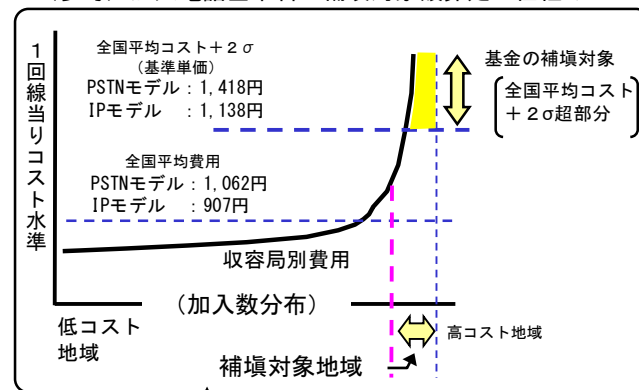 1回線当りコスト水準
全国平均コスト+2σ
(基準単価)
PSTNモデル:1,418円
IPモデル :1,138円
基金の補塡対象
全国平均コスト
+2σ超部分
全国平均費用
PSTNモデル:1,062円
IPモデル :907円
収容局別費用
(加入数分布)
低コスト
地域
高コスト地域
補塡対象地域